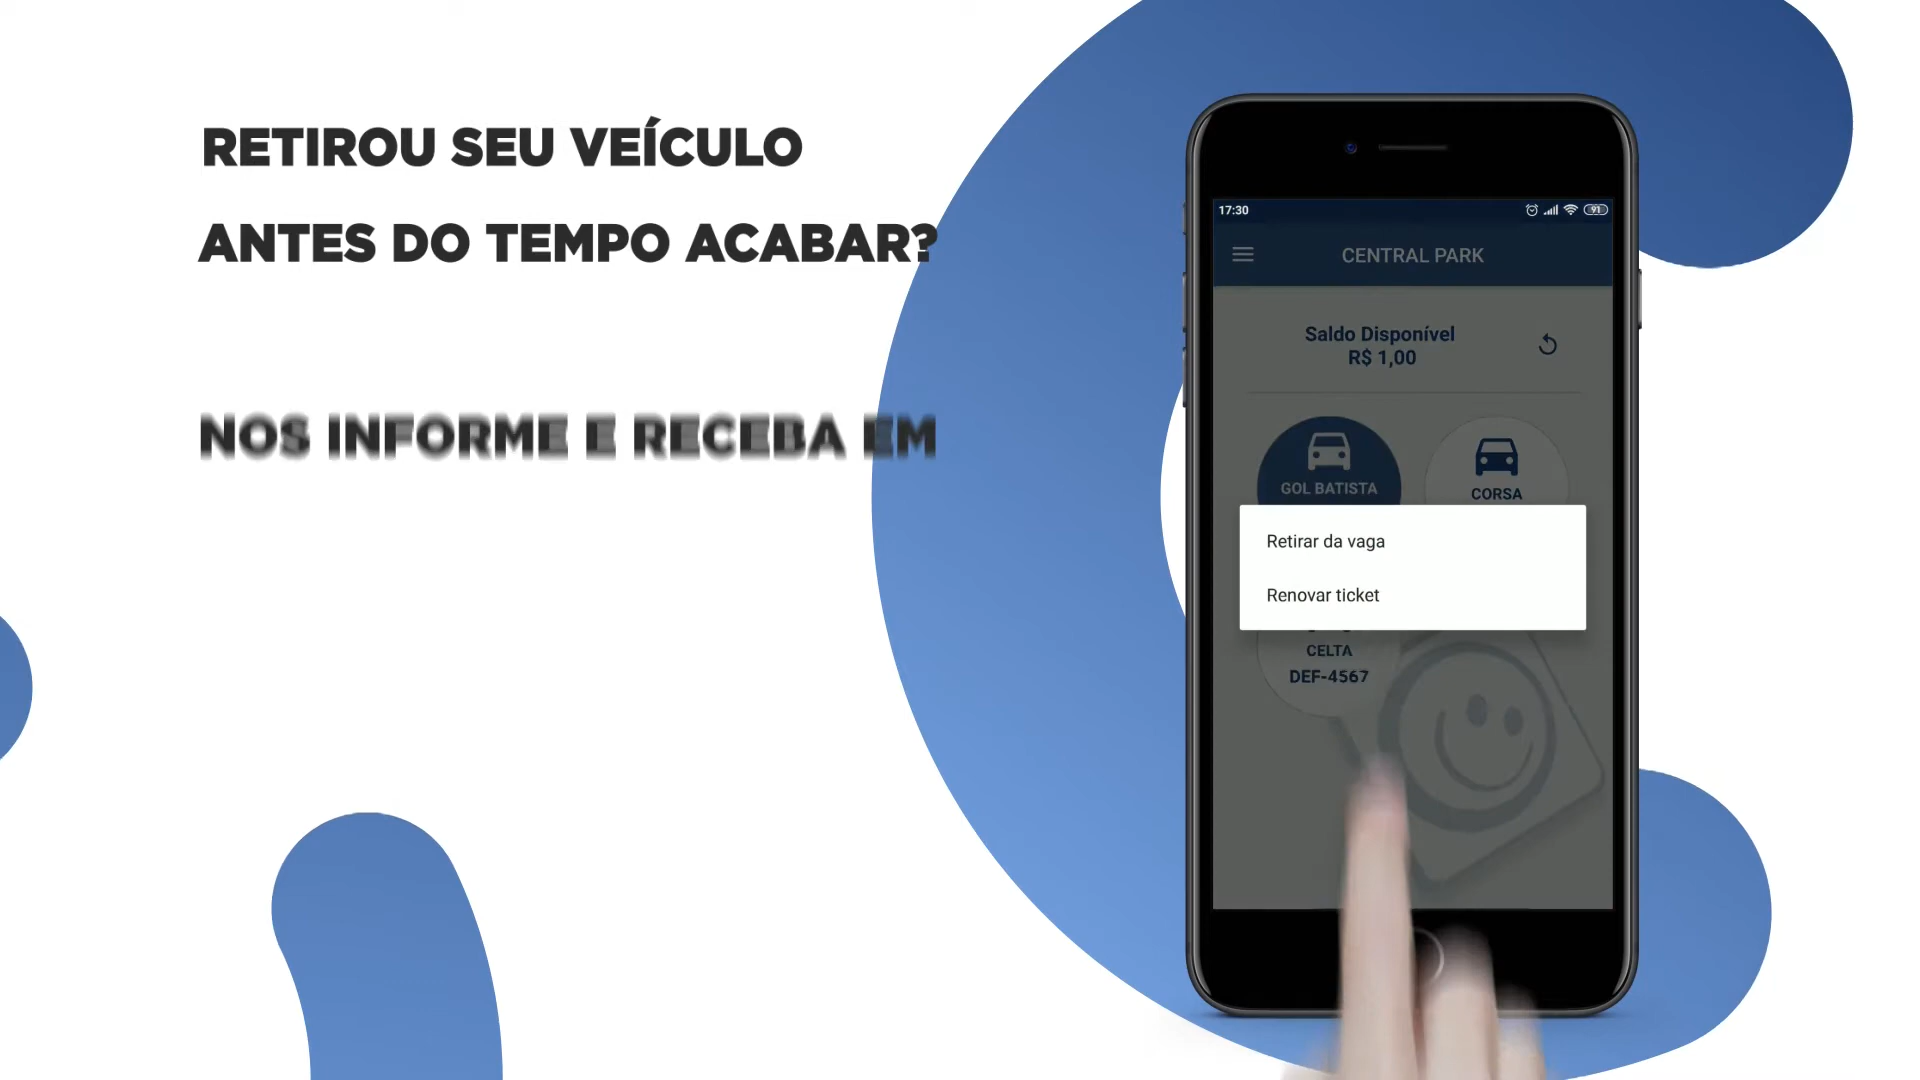 RETIROU SEU VEÍCULO
ANTES DO TEMPO ACABAR?
NOS INFORME E RECEBA EM
17:30
91
CENTRAL PARK
Saldo Disponível
R$ 1,00
GOL BATISTA
CORSA
Retirar da vaga
Renovar ticket
CELTA
DEF-4567